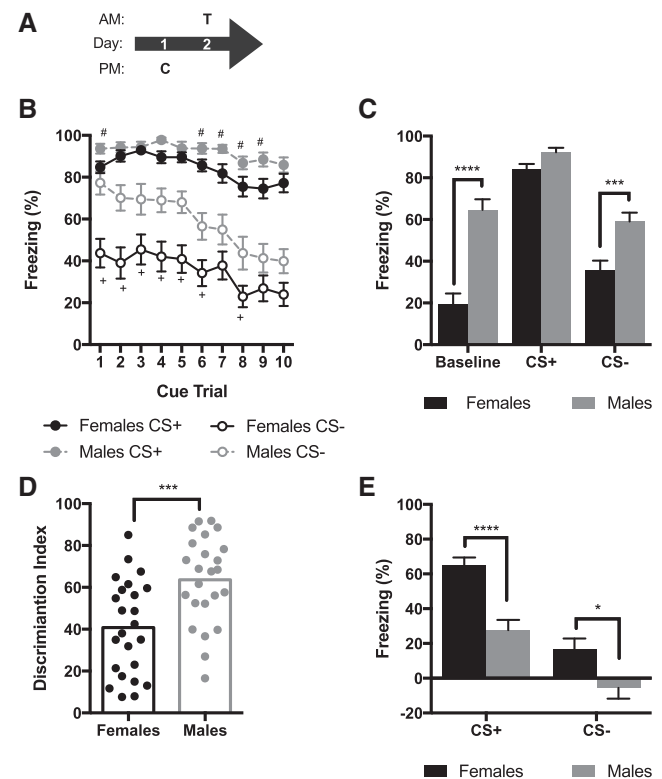 A
AM: T
Day: 1 2
PM: C
B
Freezing (%)
100
80
60
40
20
0
# # # # #
+ + + + + + +
1 2 3 4 5 6 7 8 9 10
Cue Trial
Females CS+ Females CS-
Males CS+ Males CS-
C
Freezing (%)
100
80
60
40
20
0
**** ***
Baseline CS+ CS-
Females Males
D
Discrimiantion Index
100
80
60
40
20
0
***
Females Males
E
Freezing (%)
100
80
60
40
20
0
-20
**** *
CS+ CS-
Females Males